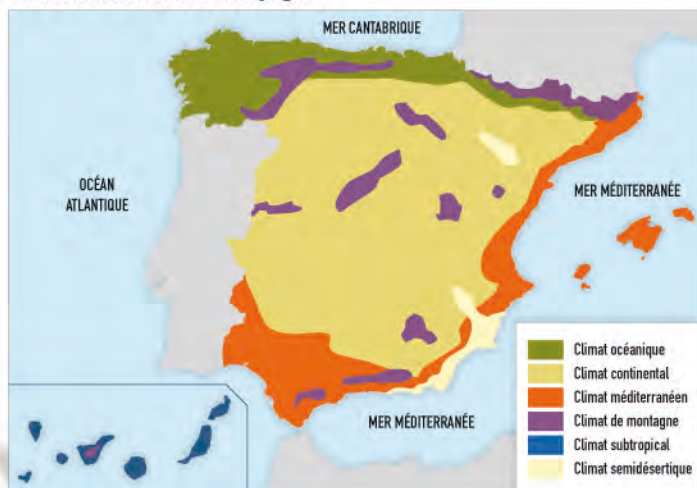 MER CANTABRIQUE
OCÉAN
ATLANTIQUE
MER MÉDITERRANÉE
MER MÉDITERRANÉE
Climat océanique
Climat continental
Climat méditerranéen
Climat de montagne
Climat subtropical
Climat semidésertique